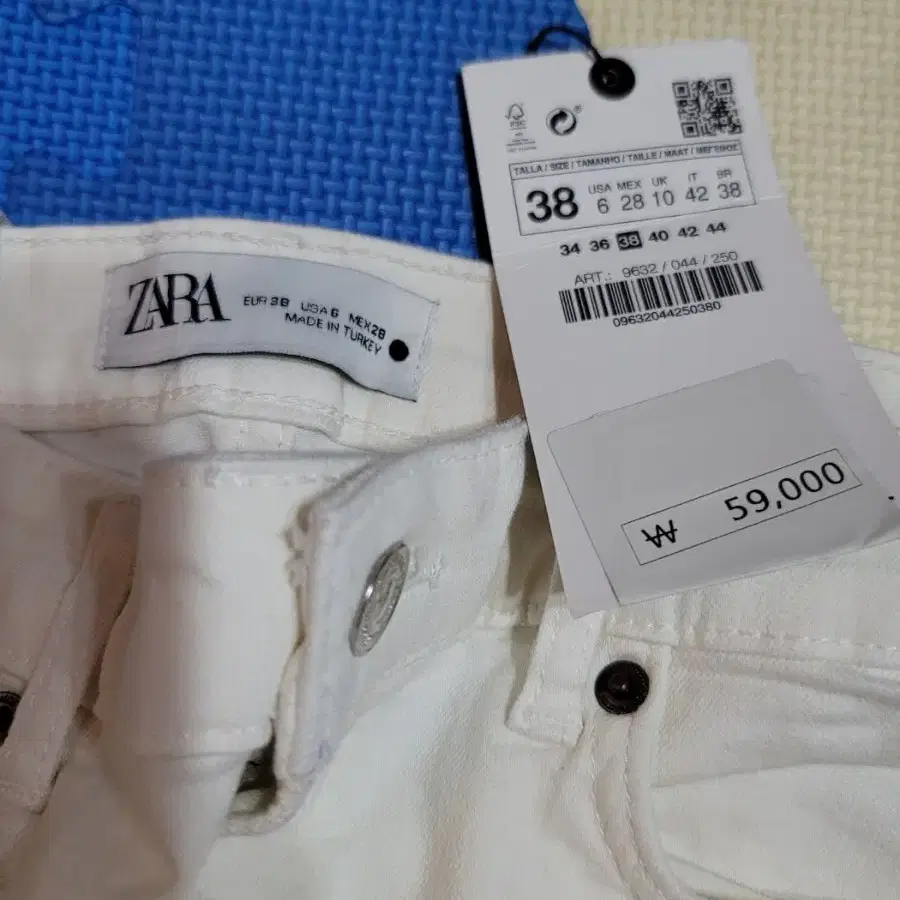 ZARA EUR 38 USA 6 MEX 28
MADE IN TURKEY
FSC
TALLA / SIZE / TAMANHO / TAILLE / MAAT / ΜΕΓΕΘΟΣ
38 USA 6 MEX 28 UK 10 IT 42 BR 38
34 36 38 40 42 44
ART.: 9632 / 044 / 250
09632044250380
₩ 59,000